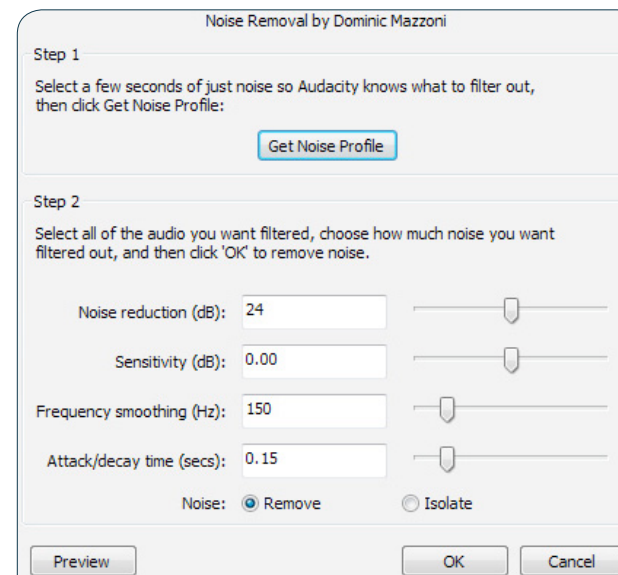 Noise Removal by Dominic Mazzoni
Step 1
Select a few seconds of just noise so Audacity knows what to filter out,
then click Get Noise Profile:
Get Noise Profile
Step 2
Select all of the audio you want filtered, choose how much noise you want
filtered out, and then click 'OK' to remove noise.
Noise reduction (dB): 24
Sensitivity (dB): 0.00
Frequency smoothing (Hz): 150
Attack/decay time (secs): 0.15
Noise: Remove Isolate
Preview OK Cancel